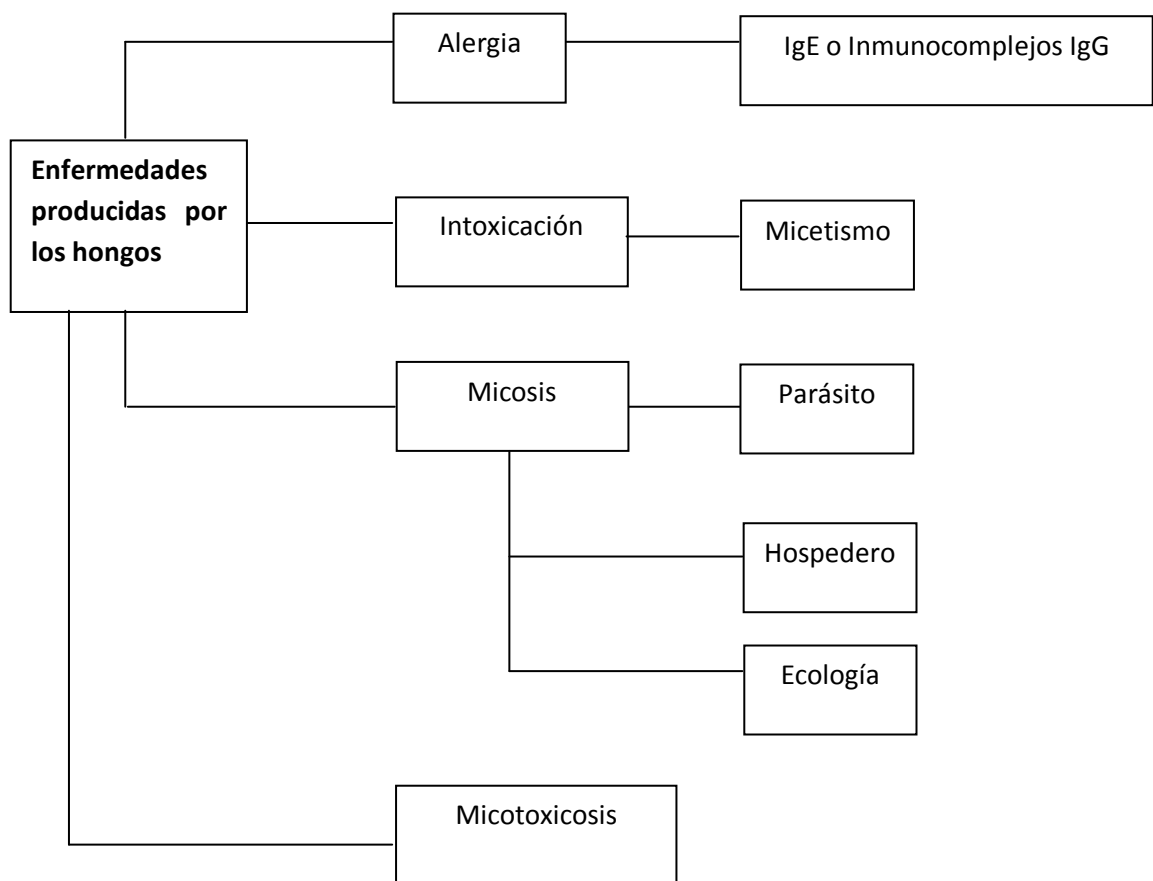 Alergia
IgE o Inmunocomplejos IgG
Enfermedades
producidas por
los hongos
Intoxicación
Micetismo
Micosis
Parásito
Hospedero
Ecología
Micotoxicosis